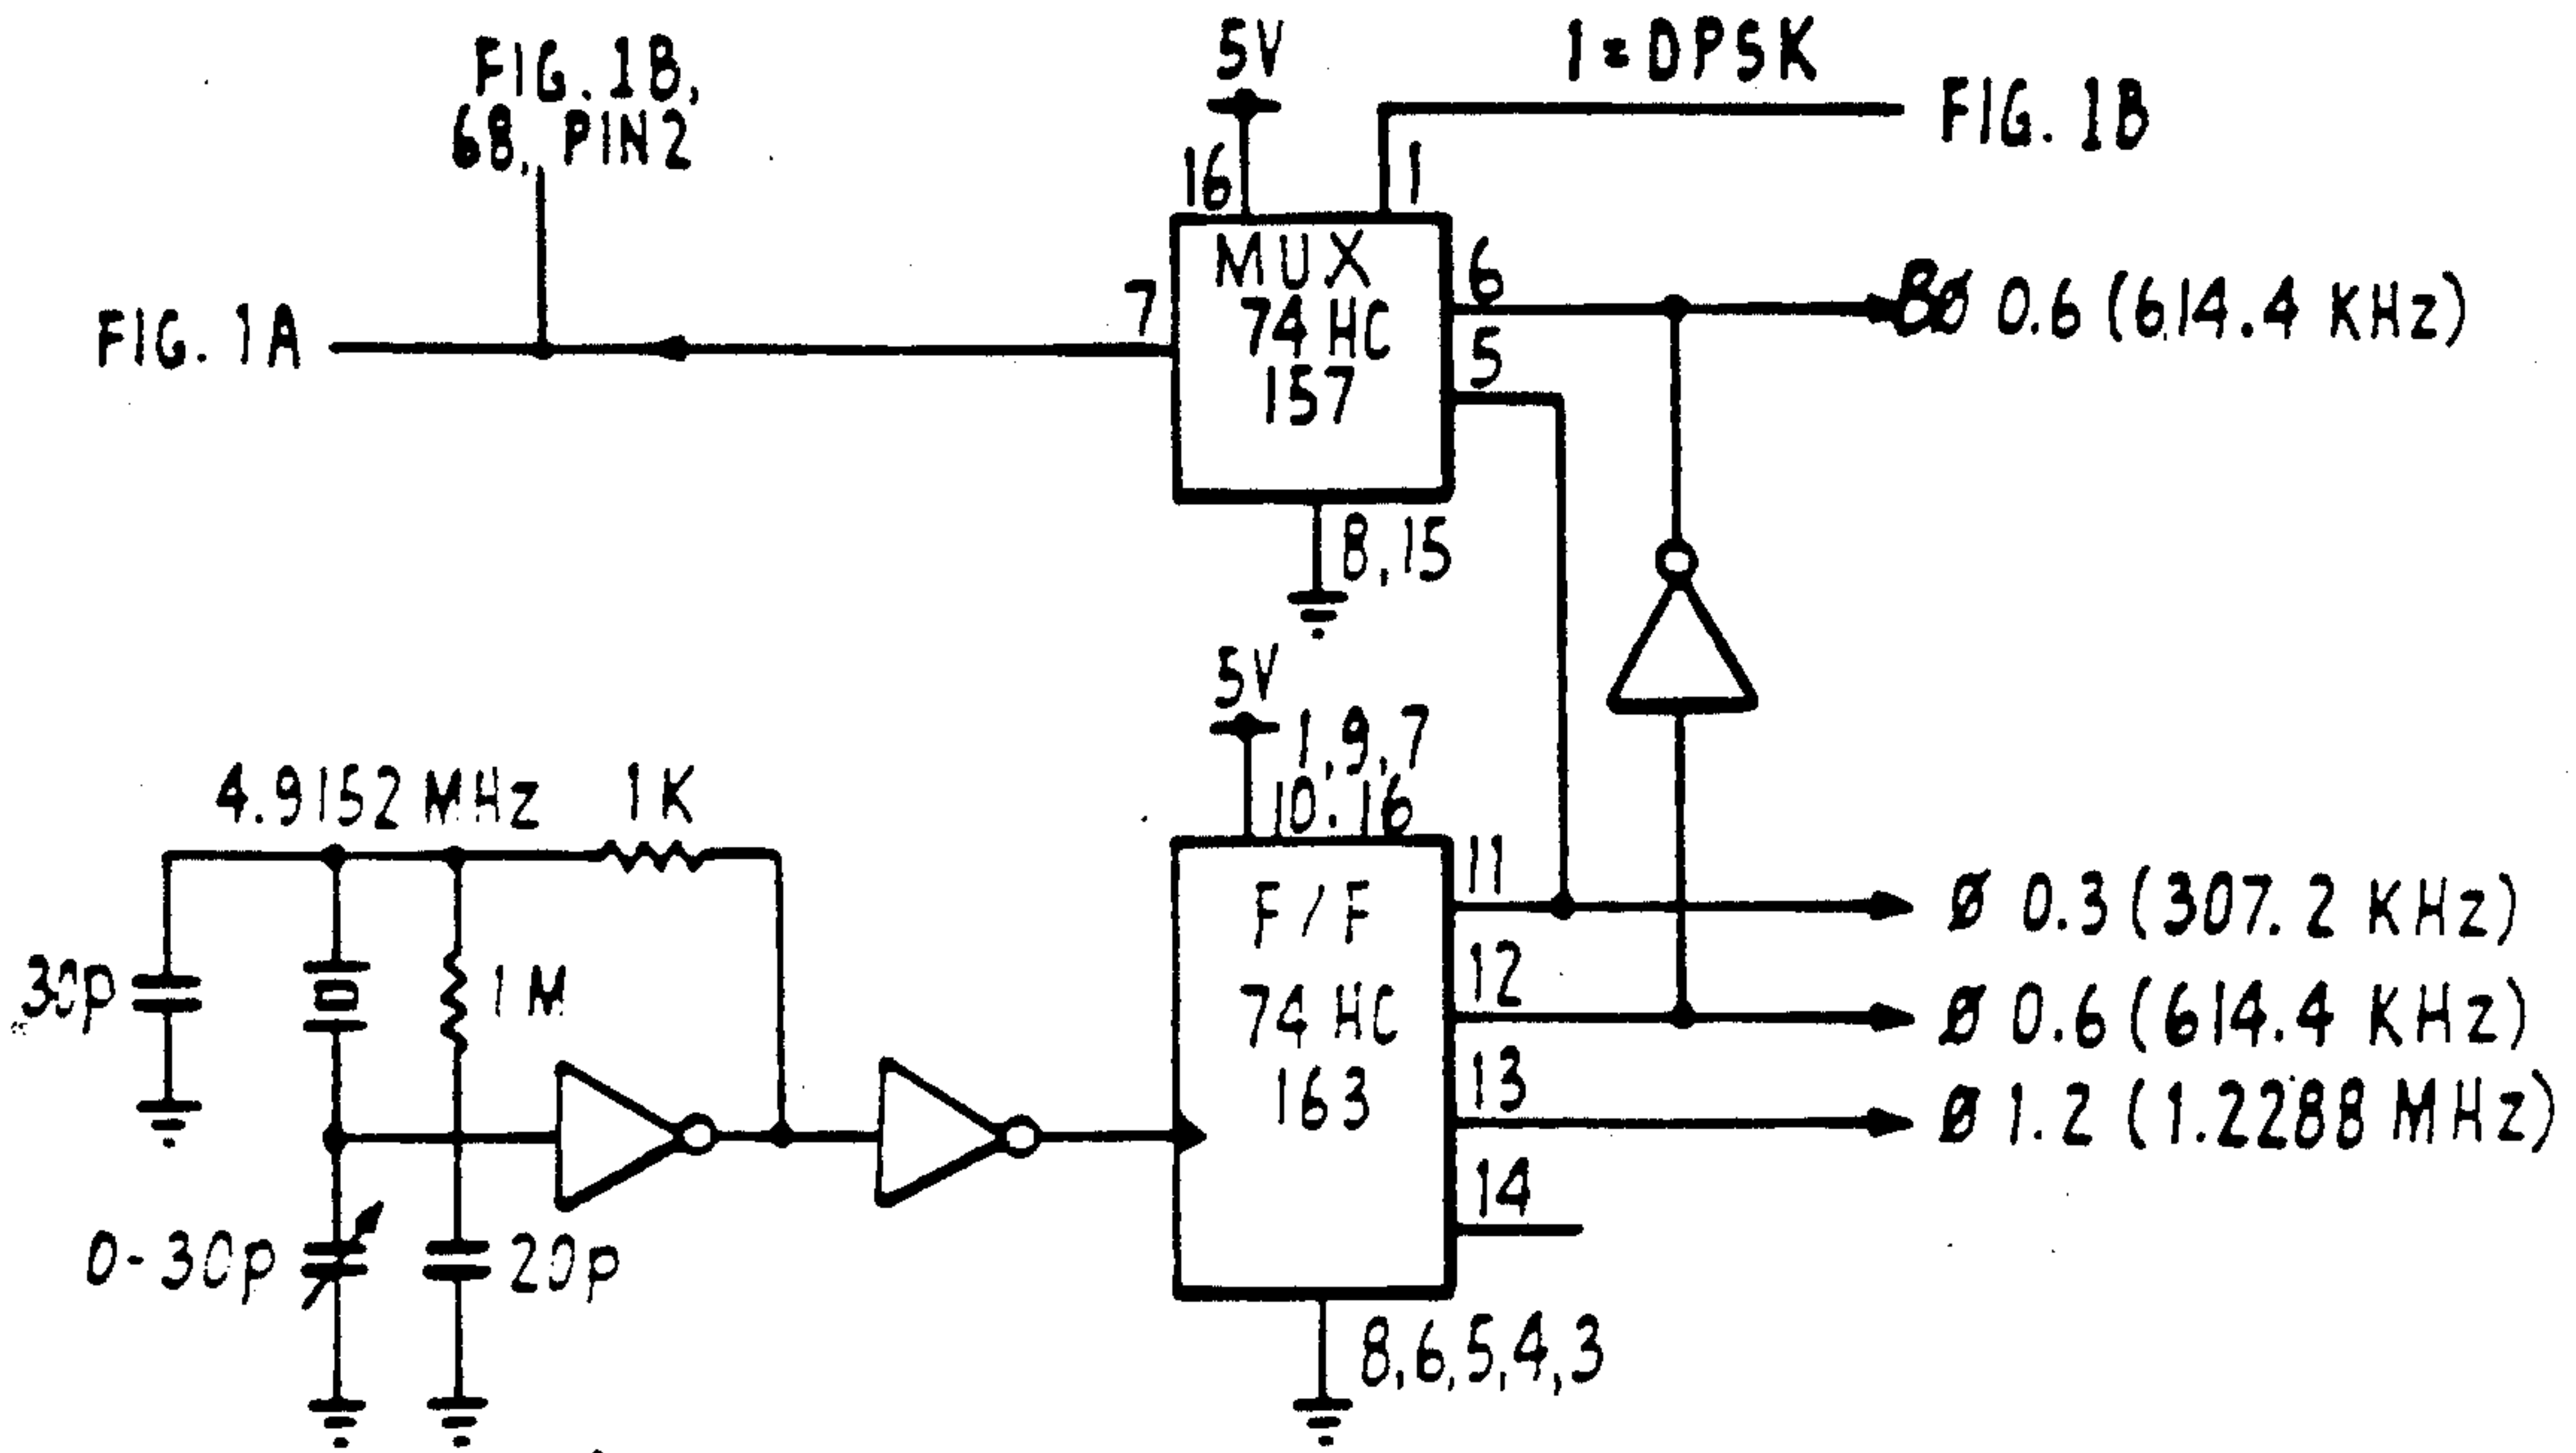 FIG. 1B,
68, PIN2
5V
1=DPSK
FIG. 1B
16
1
MUX
74 HC
157
7
6
5
8,15
FIG. 1A
BØ 0.6 (614.4 KHz)
5V
1,9,7
10, 16
4.9152 MHz
1K
30p
1M
0-30p
20p
F/F
74 HC
163
11
12
13
14
8,6,5,4,3
Ø 0.3 (307.2 KHz)
Ø 0.6 (614.4 KHz)
Ø 1.2 (1.2288 MHz)